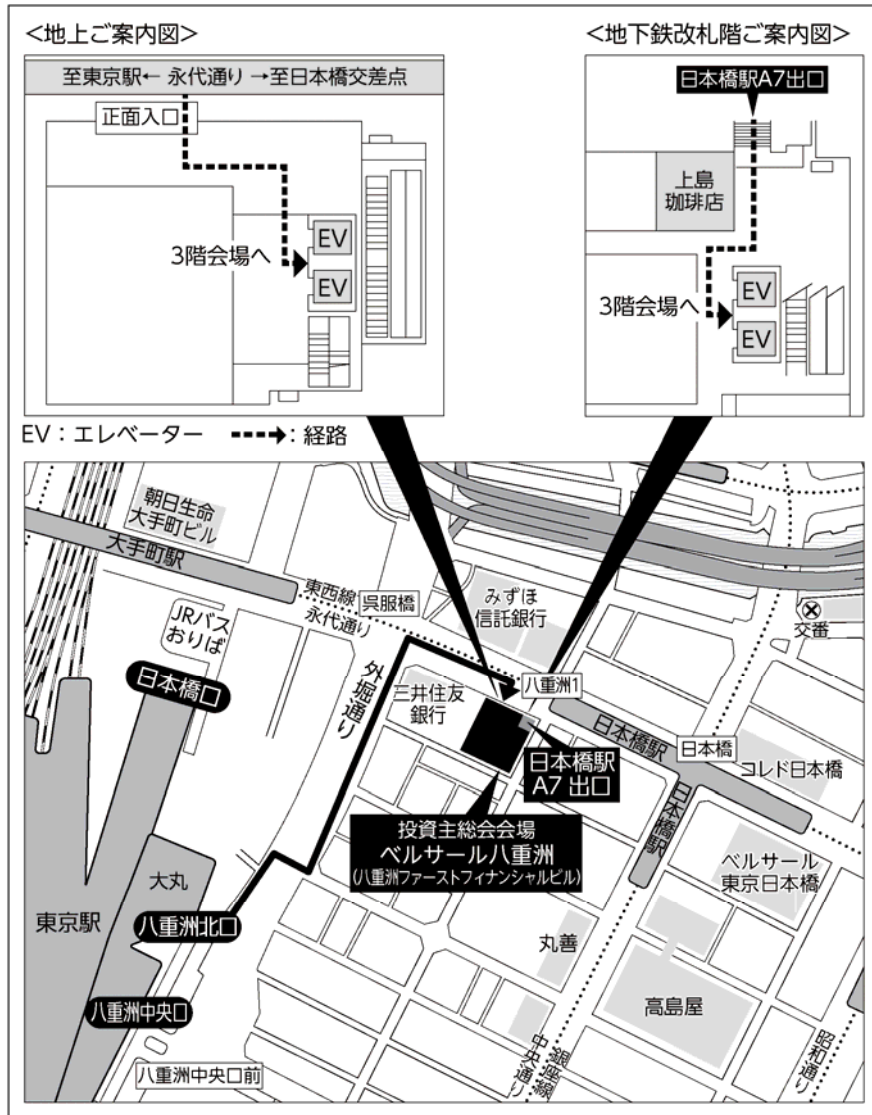 <地上ご案内図>
至東京駅← 永代通り →至日本橋交差点
正面入口
EV
3階会場へ
EV
<地下鉄改札階ご案内図>
日本橋駅A7出口
上島
珈琲店
EV
3階会場へ
EV
EV：エレベーター ：経路
朝日生命
大手町ビル
大手町駅
東西線
永代通り
呉服橋
みずほ
信託銀行
交番
JRバス
おりば
日本橋口
外堀通り
三井住友
銀行
八重洲1
日本橋駅
日本橋
コレド日本橋
日本橋駅
A7 出口
日本橋駅
投資主総会会場
ベルサール八重洲
(八重洲ファーストフィナンシャルビル)
ベルサール
東京日本橋
大丸
東京駅
八重洲北口
丸善
八重洲中央口
高島屋
八重洲中央口前
中央通り
銀座線
昭和通り